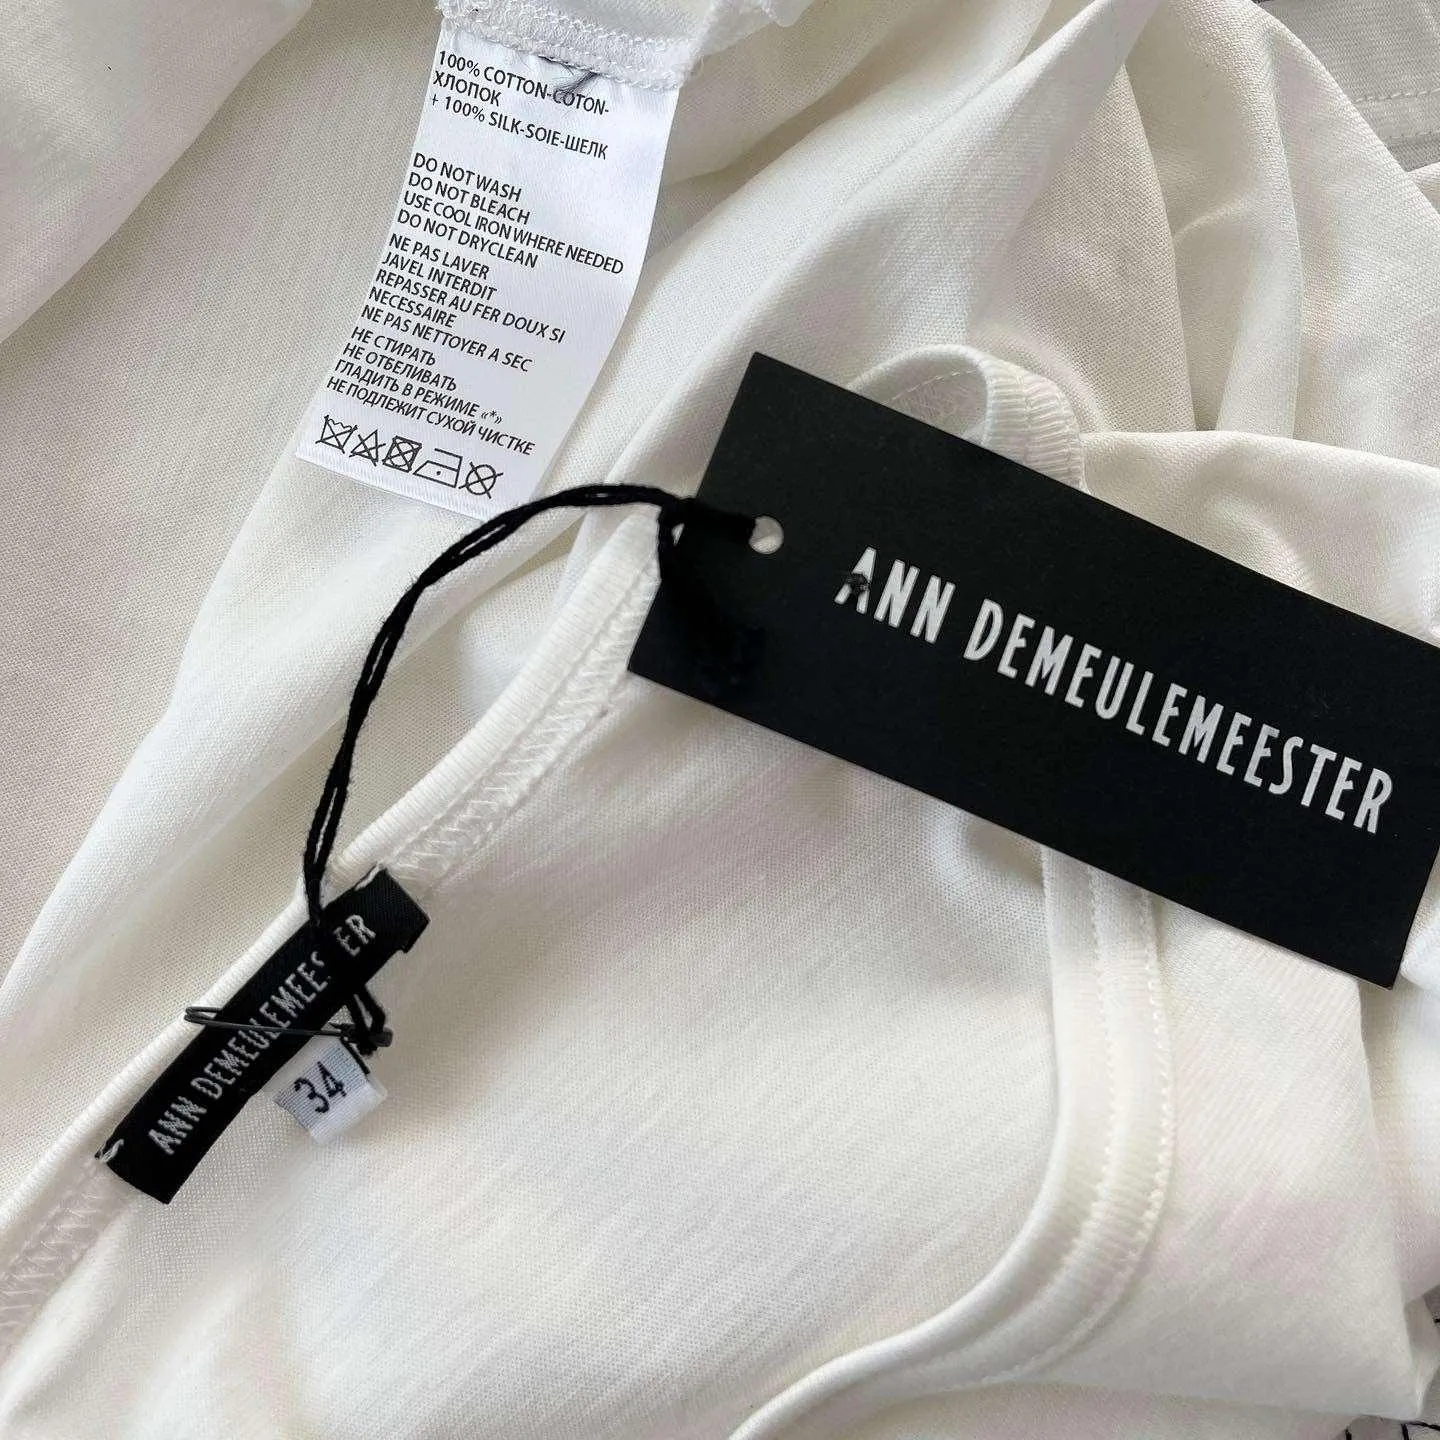 100% COTTON-COTON-
ХЛОПОК
+ 100% SILK-SOIE-ШЕЛК
DO NOT WASH
DO NOT BLEACH
USE COOL IRON WHERE NEEDED
DO NOT DRYCLEAN
NE PAS LAVER
JAVEL INTERDIT
REPASSER AU FER DOUX SI
NECESSAIRE
NE PAS NETTOYER A SEC
НЕ СТИРАТЬ
НЕ ОТБЕЛИВАТЬ
ГЛАДИТЬ В РЕЖИМЕ «*»
НЕ ПОДЛЕЖИТ СУХОЙ ЧИСТКЕ
ANN DEMEULEMEESTER
ANN DEMEULEMEESTER
34